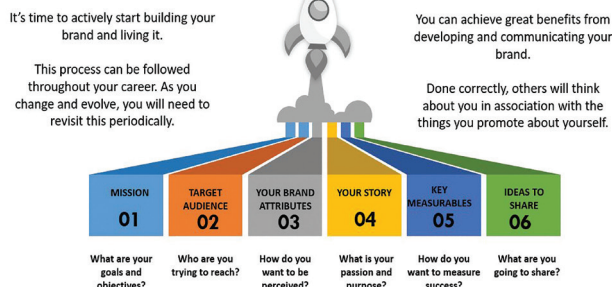 It's time to actively start building your
brand and living it.
This process can be followed
throughout your career. As you
change and evolve, you will need to
revisit this periodically.
You can achieve great benefits from
developing and communicating your
brand.
Done correctly, others will think
about you in association with the
things you promote about yourself.
MISSION
01
TARGET
AUDIENCE
02
YOUR BRAND
ATTRIBUTES
03
YOUR STORY
04
KEY
MEASURABLES
05
IDEAS TO
SHARE
06
What are your
goals and
objectives?
Who are you
trying to reach?
How do you
want to be
perceived?
What is your
passion and
purpose?
How do you
want to measure
success?
What are you
going to share?